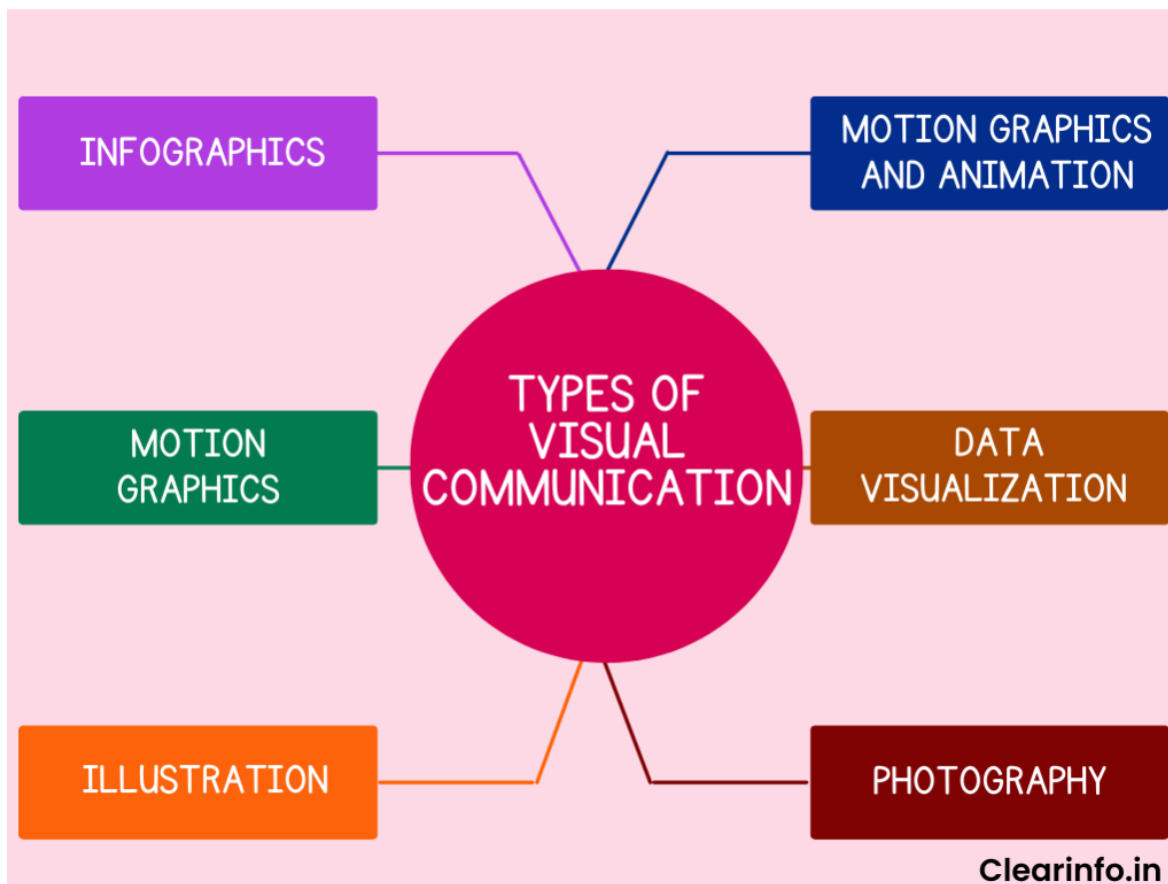 INFOGRAPHICS
MOTION GRAPHICS
AND ANIMATION
TYPES OF
VISUAL
COMMUNICATION
MOTION
GRAPHICS
DATA
VISUALIZATION
ILLUSTRATION
PHOTOGRAPHY
Clearinfo.in